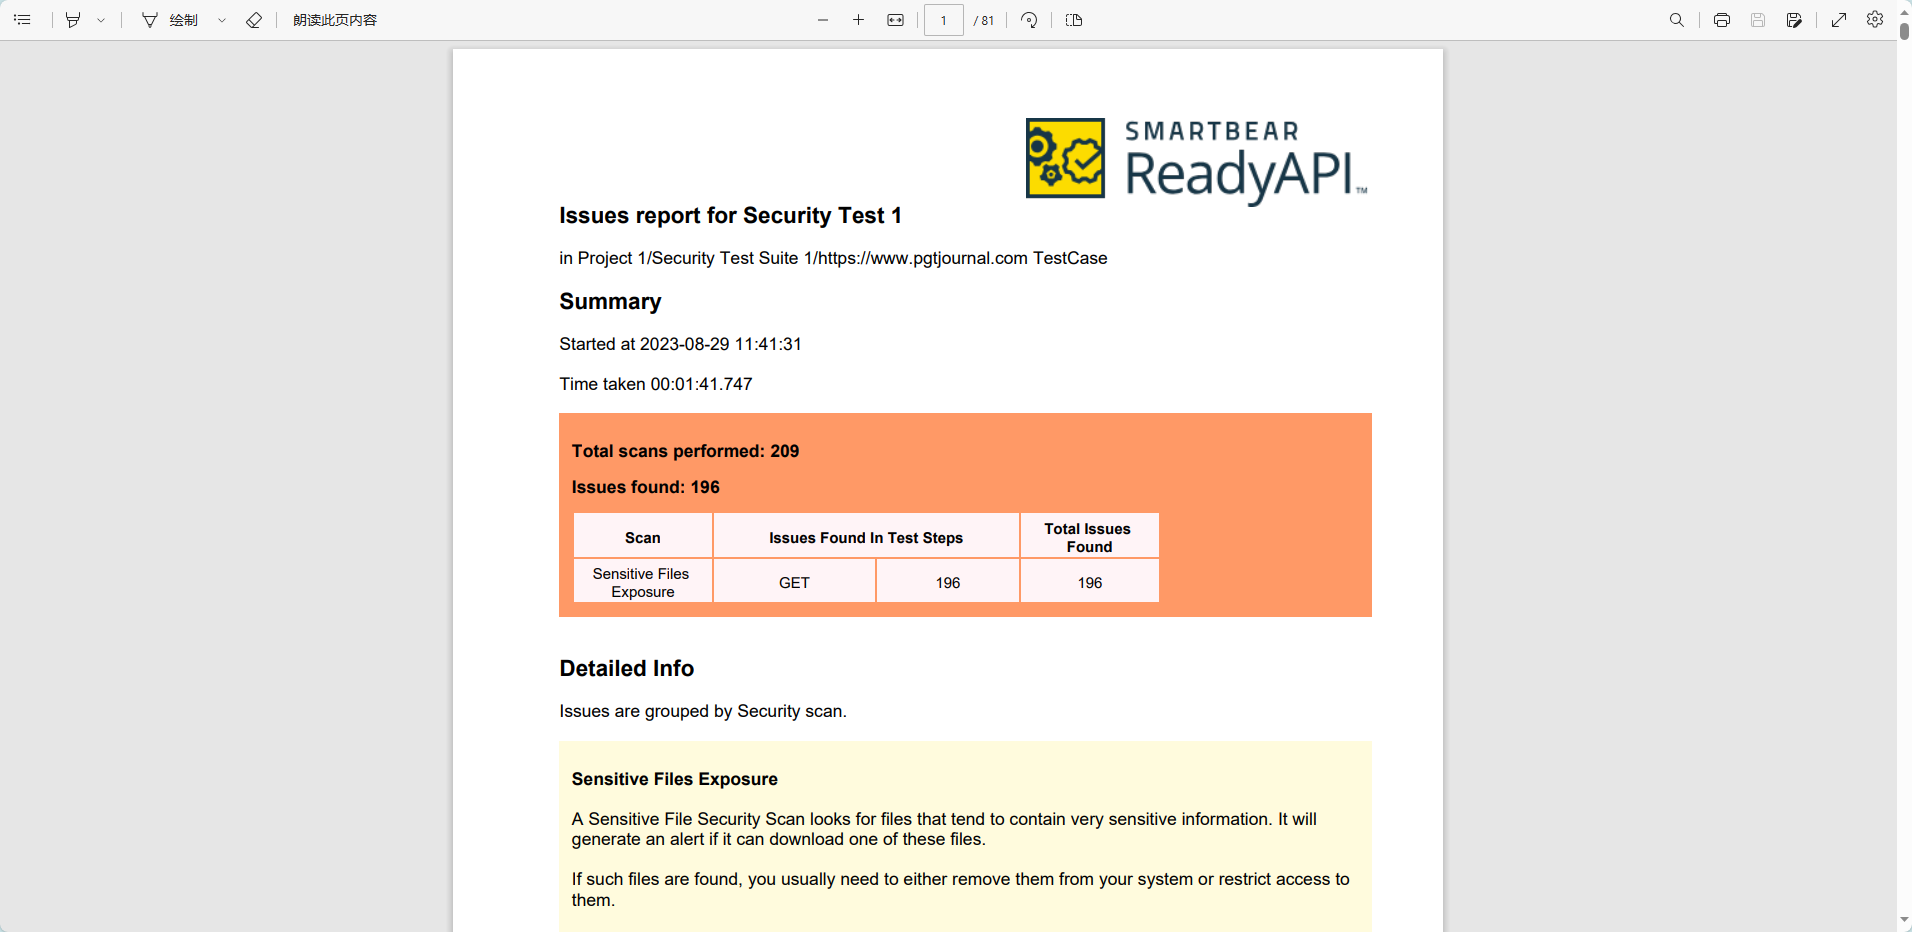 绘制
朗读此页内容
1 / 81
SMARTBEAR
ReadyAPI™
Issues report for Security Test 1
in Project 1/Security Test Suite 1/https://www.pgtjournal.com TestCase
Summary
Started at 2023-08-29 11:41:31
Time taken 00:01:41.747
Total scans performed: 209
Issues found: 196
Scan Issues Found In Test Steps Total Issues
Found
Sensitive Files
Exposure GET 196 196
Detailed Info
Issues are grouped by Security scan.
Sensitive Files Exposure
A Sensitive File Security Scan looks for files that tend to contain very sensitive information. It will
generate an alert if it can download one of these files.
If such files are found, you usually need to either remove them from your system or restrict access to
them.